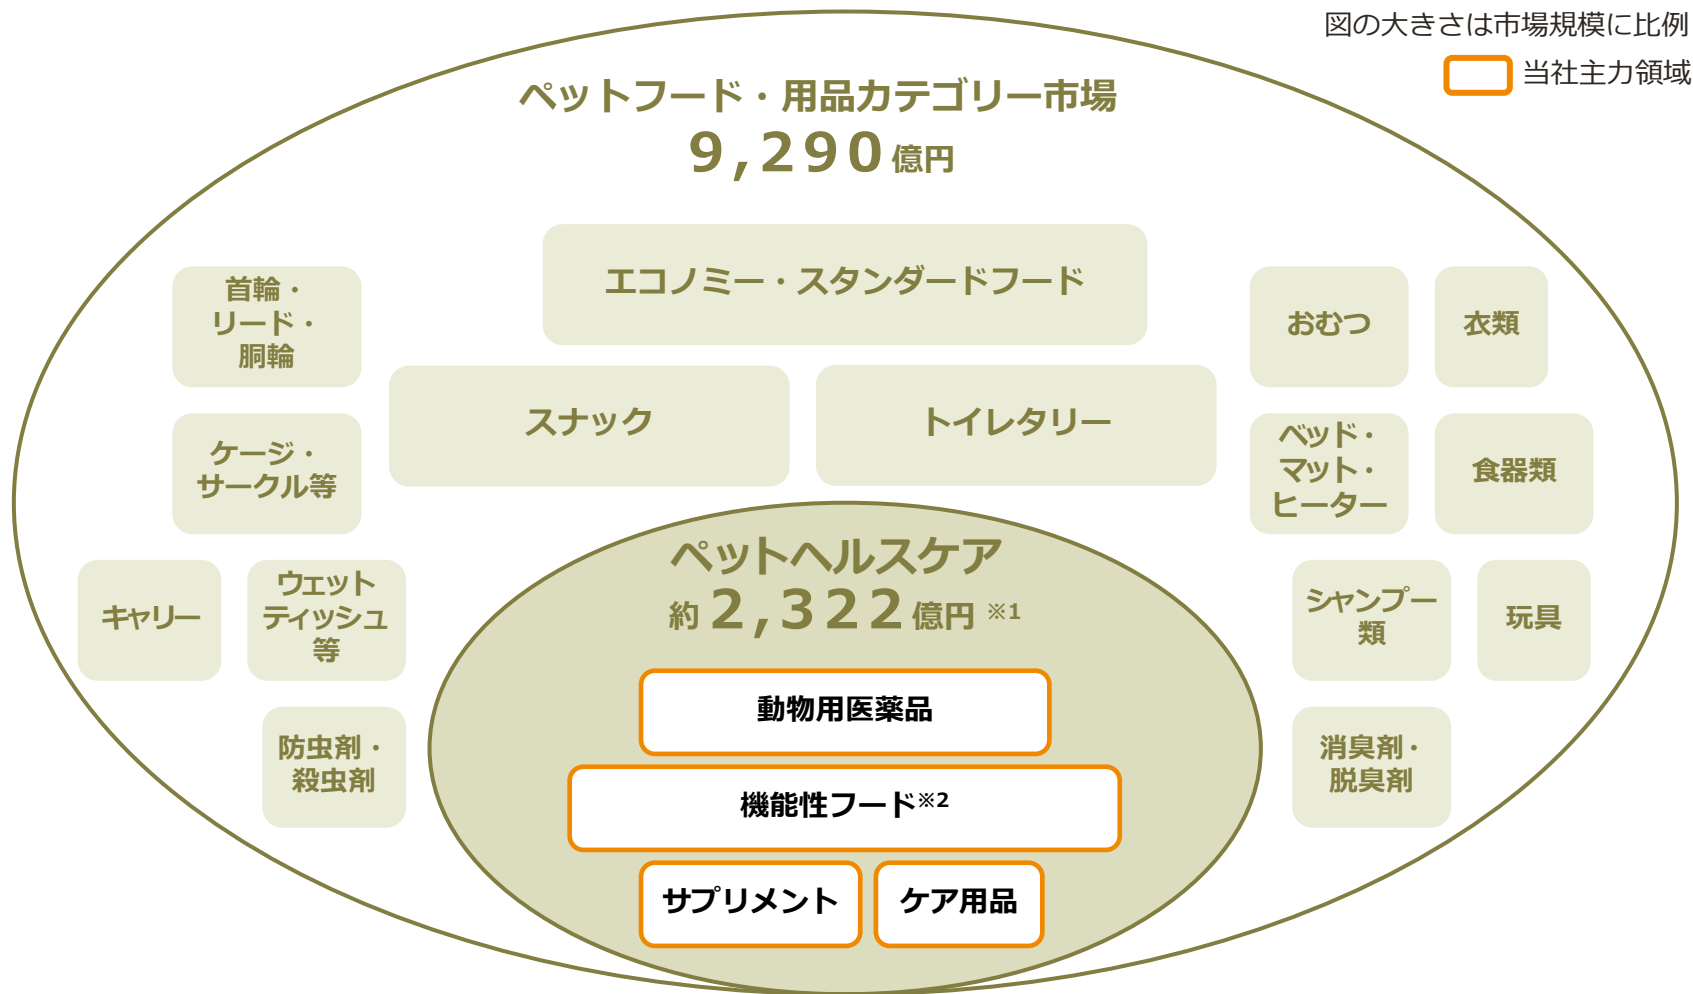 図の大きさは市場規模に比例
当社主力領域
ペットフード・用品カテゴリー市場
9,290億円
エコノミー・スタンダードフード
首輪・
リード・
胴輪
おむつ
衣類
スナック
トイレタリー
ケージ・
サークル等
ベッド・
マット・
ヒーター
食器類
ペットヘルスケア
約2,322億円 ※1
キャリー
ウェット
ティッシュ
等
シャンプー
類
玩具
動物用医薬品
防虫剤・
殺虫剤
消臭剤・
脱臭剤
機能性フード※2
サプリメント
ケア用品